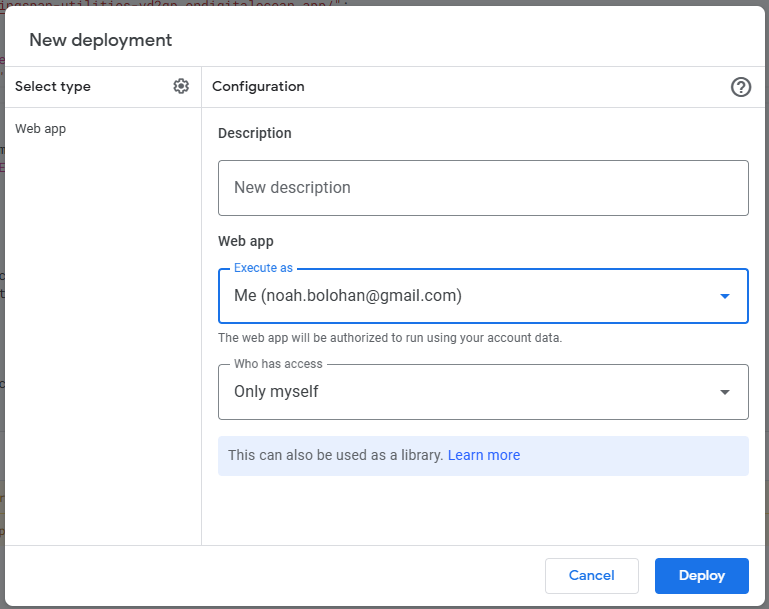 New deployment
Select type
Configuration
Web app
Description
New description
Web app
Execute as
Me (noah.bolohan@gmail.com)
The web app will be authorized to run using your account data.
Who has access
Only myself
This can also be used as a library. Learn more
Cancel
Deploy